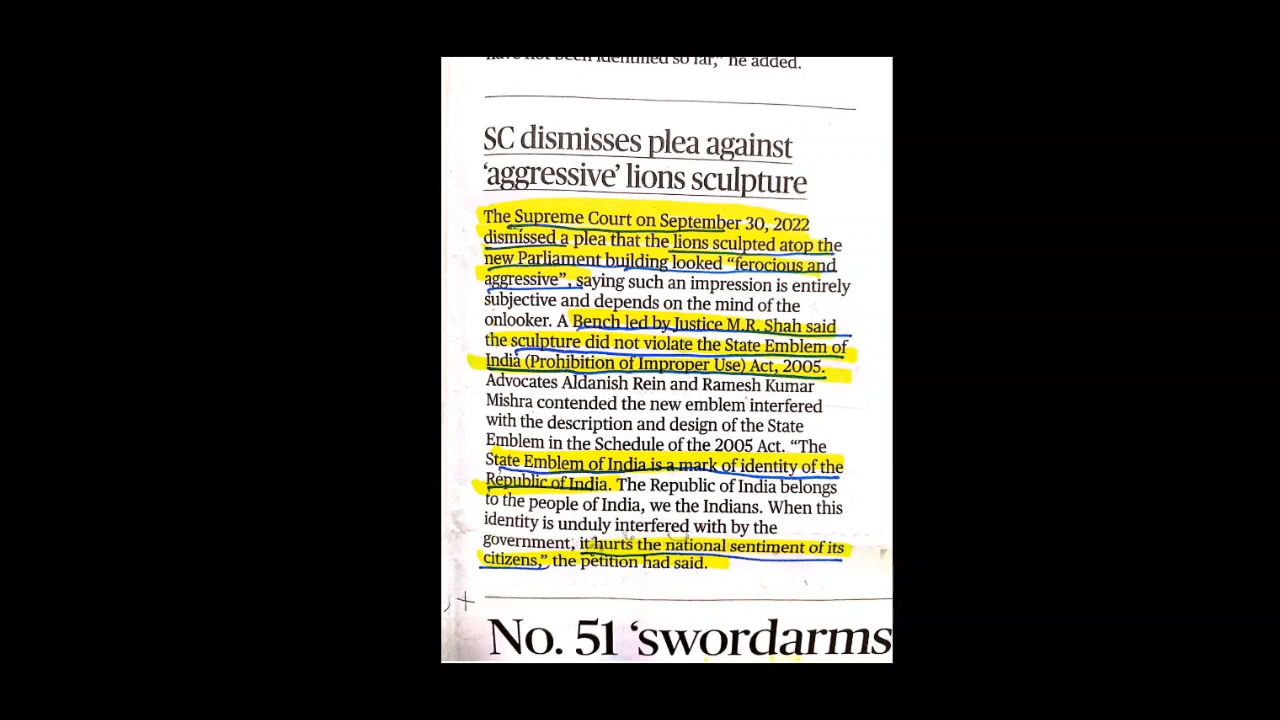 have not been identified so far," he added.
SC dismisses plea against
‘aggressive’ lions sculpture
The Supreme Court on September 30, 2022
dismissed a plea that the lions sculpted atop the
new Parliament building looked “ferocious and
aggressive”, saying such an impression is entirely
subjective and depends on the mind of the
onlooker. A Bench led by Justice M.R. Shah said
the sculpture did not violate the State Emblem of
India (Prohibition of Improper Use) Act, 2005.
Advocates Aldanish Rein and Ramesh Kumar
Mishra contended the new emblem interfered
with the description and design of the State
Emblem in the Schedule of the 2005 Act. “The
State Emblem of India is a mark of identity of the
Republic of India. The Republic of India belongs
to the people of India, we the Indians. When this
identity is unduly interfered with by the
government, it hurts the national sentiment of its
citizens,” the petition had said.
No. 51 ‘swordarms